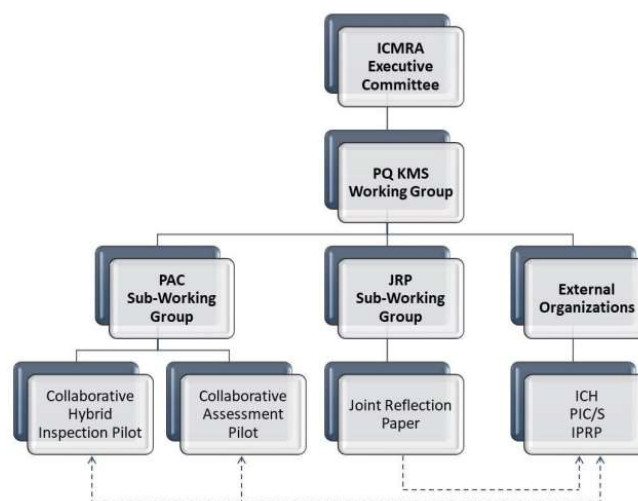 ICMRA
Executive
Committee
PQ KMS
Working Group
PAC
Sub-Working
Group
JRP
Sub-Working
Group
External
Organizations
Collaborative
Hybrid
Inspection Pilot
Collaborative
Assessment
Pilot
Joint Reflection
Paper
ICH
PIC/S
IPRP